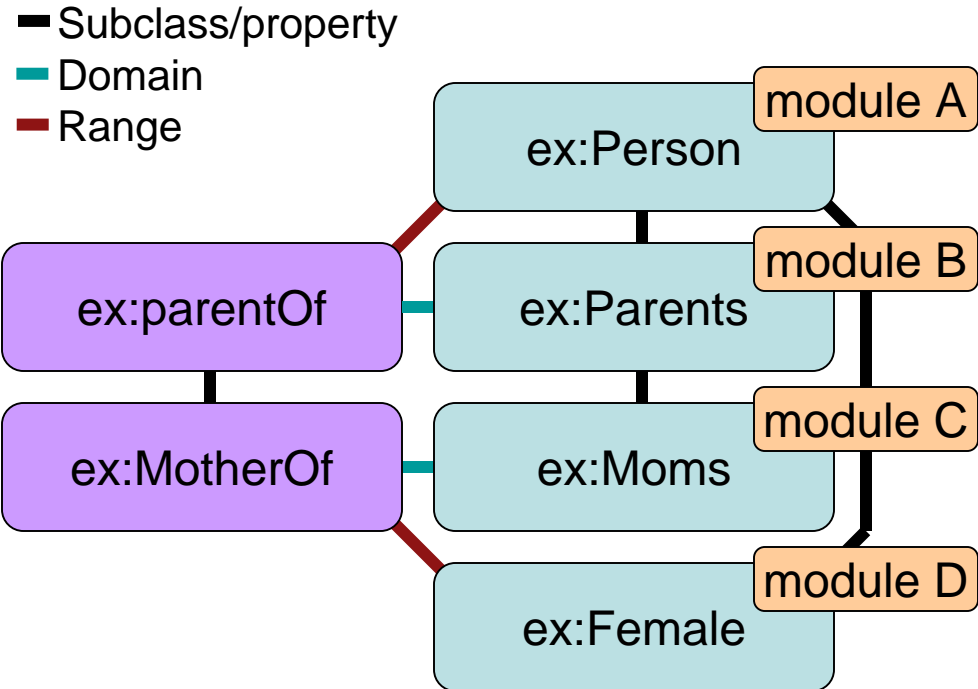 Subclass/property
Domain
Range
module A
ex:Person
module B
ex:parentOf
ex:Parents
module C
ex:MotherOf
ex:Moms
module D
ex:Female